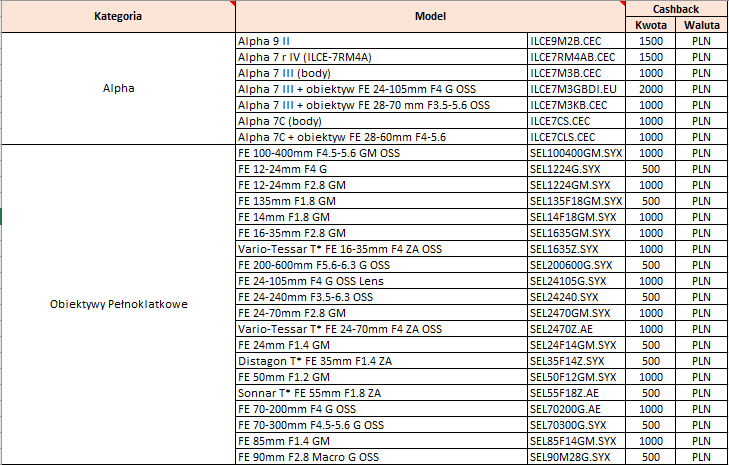 Kategoria Model Cashback
Kwota Waluta
Alpha
Alpha 9 II ILCE9M2B.CEC 1500 PLN
Alpha 7 r IV (ILCE-7RM4A) ILCE7RM4AB.CEC 1500 PLN
Alpha 7 III (body) ILCE7M3B.CEC 1000 PLN
Alpha 7 III + obiektyw FE 24-105mm F4 G OSS ILCE7M3GBDI.EU 2000 PLN
Alpha 7 III + obiektyw FE 28-70 mm F3.5-5.6 OSS ILCE7M3KB.CEC 1000 PLN
Alpha 7C (body) ILCE7CS.CEC 1000 PLN
Alpha 7C + obiektyw FE 28-60mm F4-5.6 ILCE7CLS.CEC 1000 PLN
Obiektywy Pełnoklatkowe
FE 100-400mm F4.5-5.6 GM OSS SEL100400GM.SYX 1000 PLN
FE 12-24mm F4 G SEL1224G.SYX 500 PLN
FE 12-24mm F2.8 GM SEL1224GM.SYX 1000 PLN
FE 135mm F1.8 GM SEL135F18GM.SYX 500 PLN
FE 14mm F1.8 GM SEL14F18GM.SYX 1000 PLN
FE 16-35mm F2.8 GM SEL1635GM.SYX 1000 PLN
Vario-Tessar T* FE 16-35mm F4 ZA OSS SEL1635Z.SYX 1000 PLN
FE 200-600mm F5.6-6.3 G OSS SEL200600G.SYX 500 PLN
FE 24-105mm F4 G OSS Lens SEL24105G.SYX 1000 PLN
FE 24-240mm F3.5-6.3 OSS SEL24240.SYX 500 PLN
FE 24-70mm F2.8 GM SEL2470GM.SYX 1000 PLN
Vario-Tessar T* FE 24-70mm F4 ZA OSS SEL2470Z.AE 1000 PLN
FE 24mm F1.4 GM SEL24F14GM.SYX 500 PLN
Distagon T* FE 35mm F1.4 ZA SEL35F14Z.SYX 500 PLN
FE 50mm F1.2 GM SEL50F12GM.SYX 1000 PLN
Sonnar T* FE 55mm F1.8 ZA SEL55F18Z.AE 500 PLN
FE 70-200mm F4 G OSS SEL70200G.AE 1000 PLN
FE 70-300mm F4.5-5.6 G OSS SEL70300G.SYX 500 PLN
FE 85mm F1.4 GM SEL85F14GM.SYX 1000 PLN
FE 90mm F2.8 Macro G OSS SEL90M28G.SYX 500 PLN